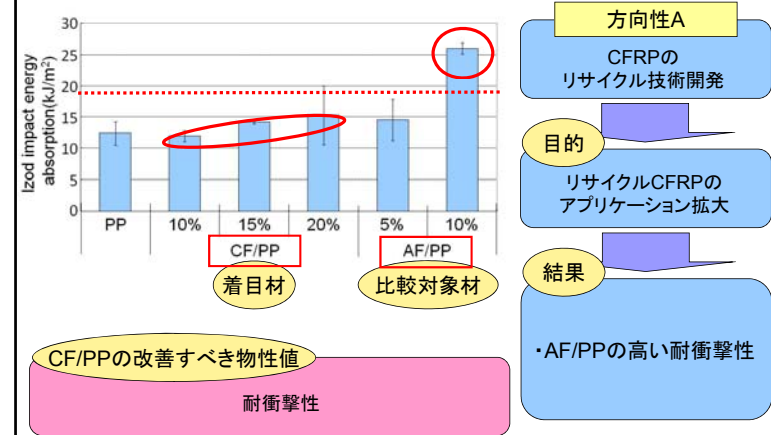 Izod impact energy
absorption(kJ/m²)
30
25
20
15
10
5
0
PP
10%
15%
20%
5%
10%
CF/PP
AF/PP
着目材
比較対象材
CF/PPの改善すべき物性値
耐衝撃性
方向性A
CFRPの
リサイクル技術開発
目的
リサイクルCFRPの
アプリケーション拡大
結果
・AF/PPの高い耐衝撃性